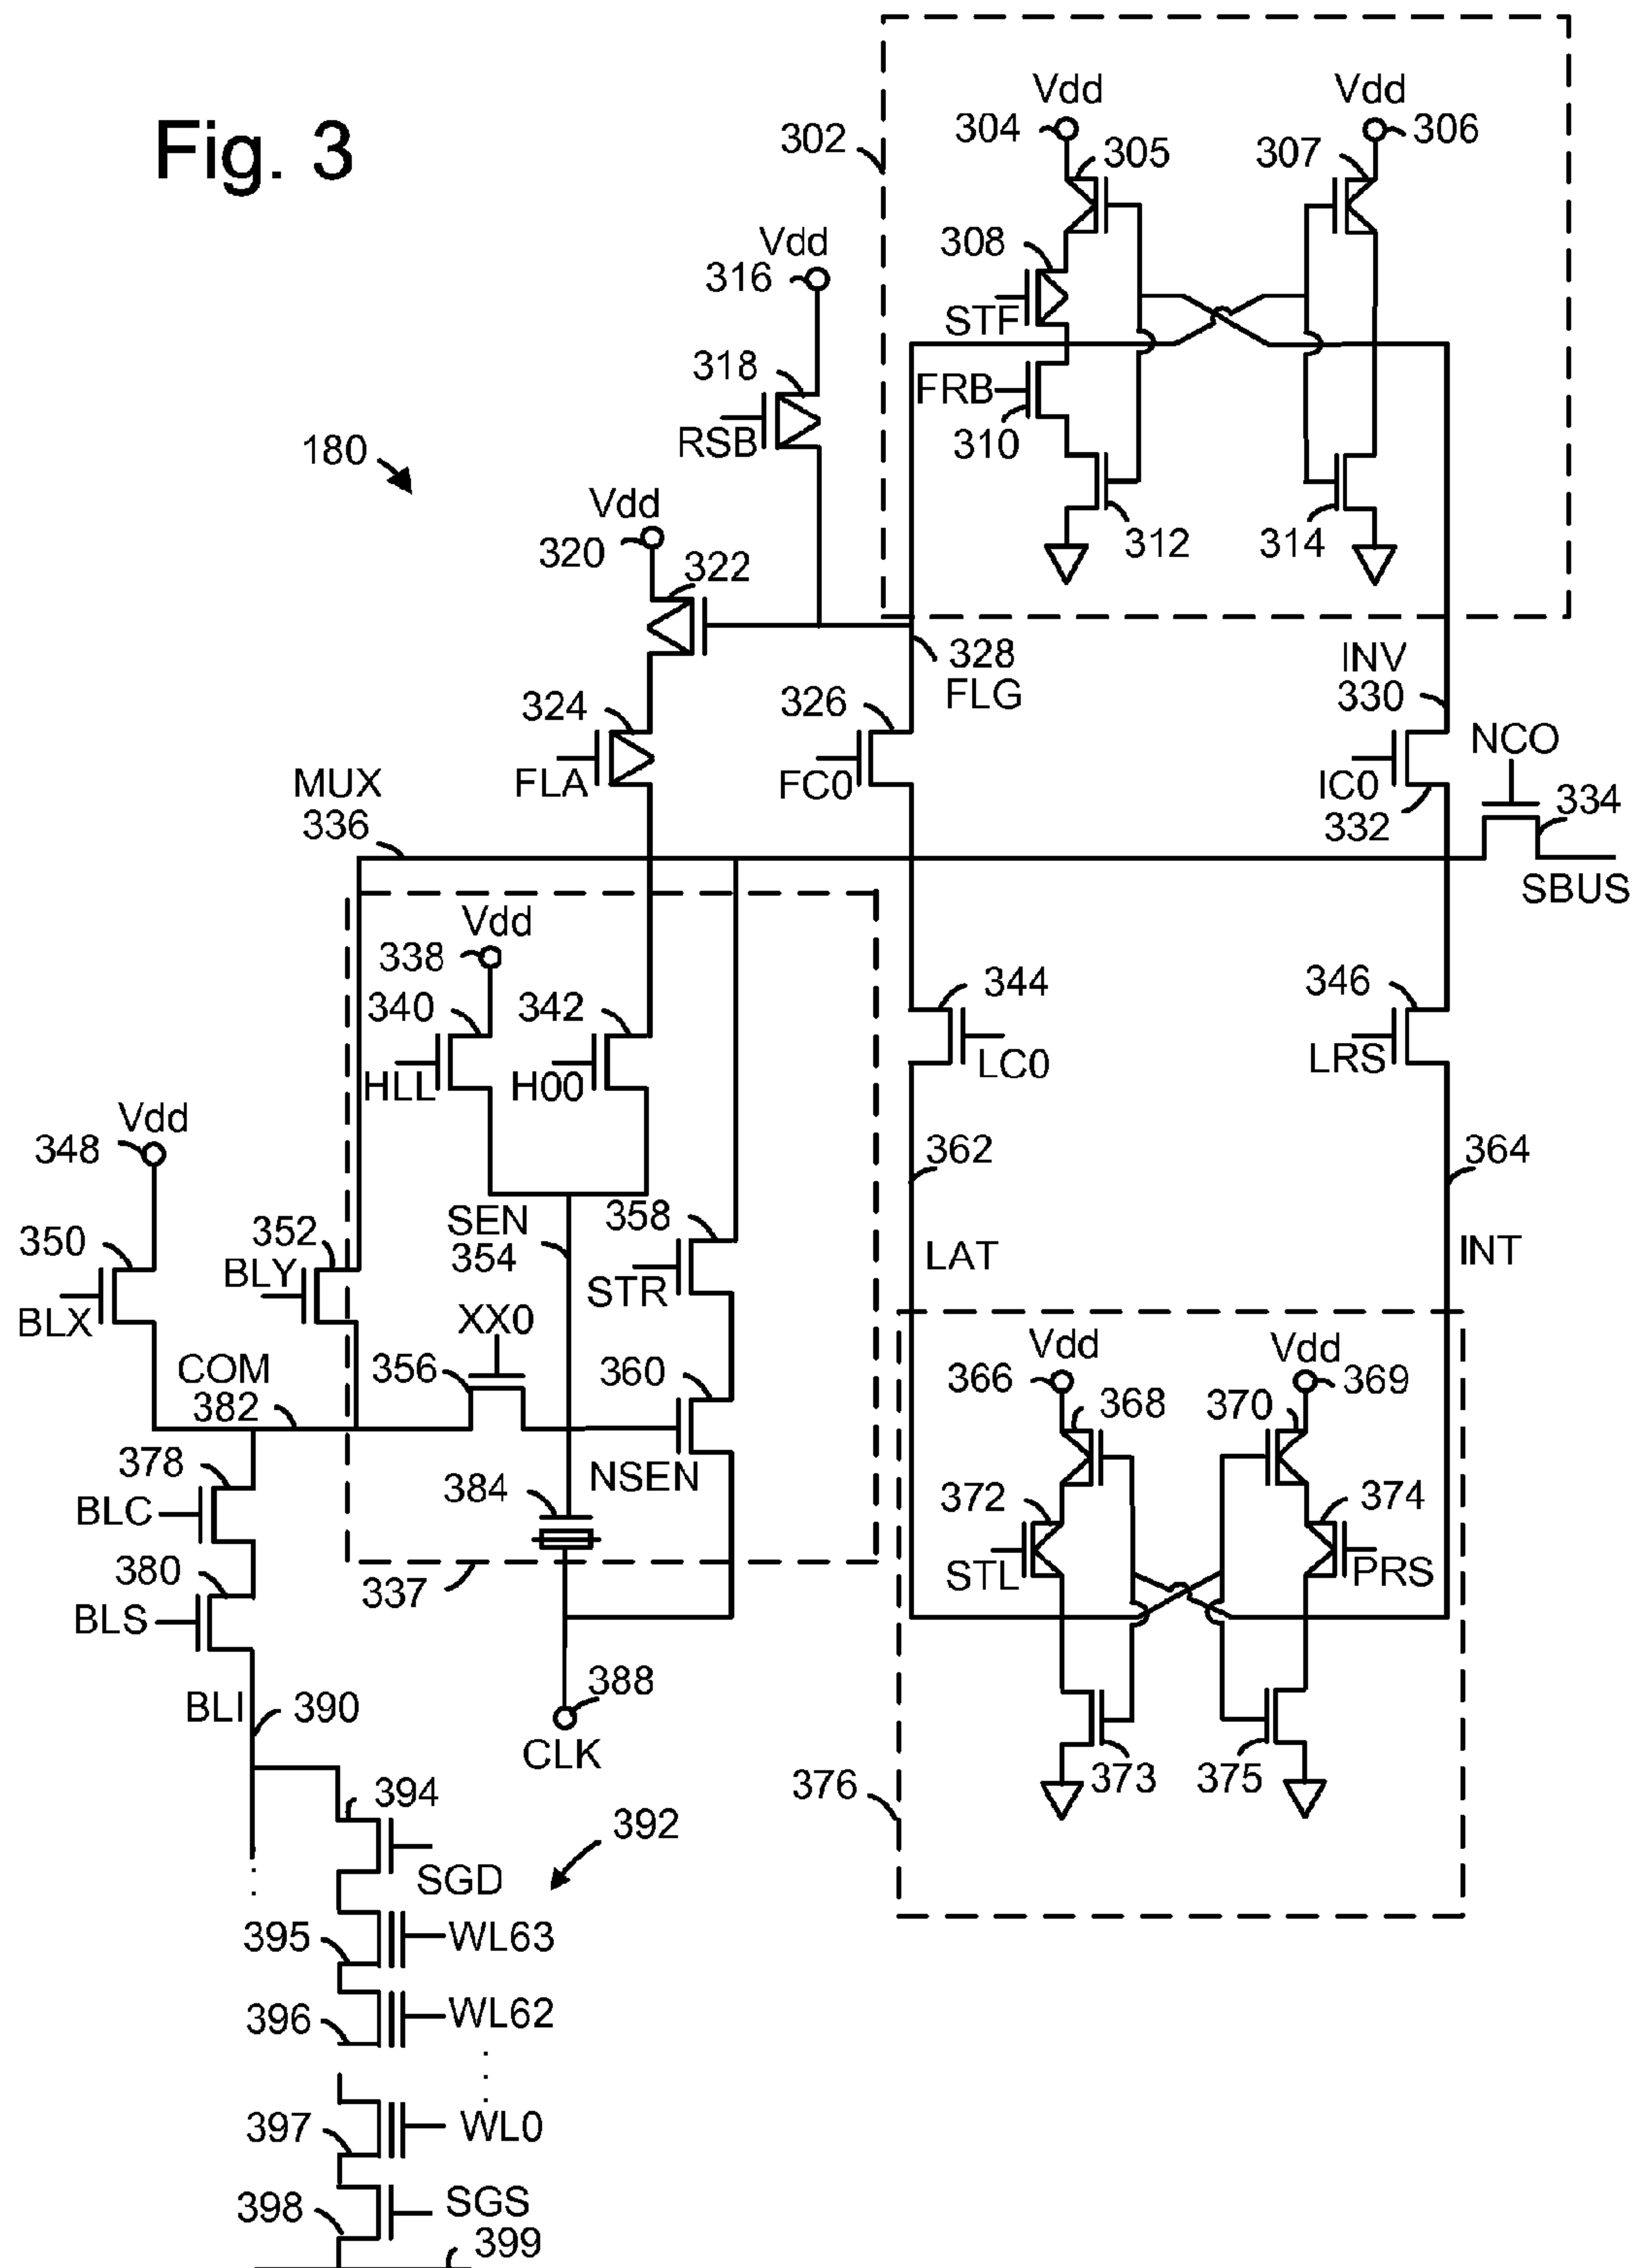 Fig. 3
302
Vdd
304
305
Vdd
306
307
308
STF
FRB
310
312
314
Vdd
316
318
RSB
180
Vdd
320
322
328
FLG
INV
330
324
FLA
326
FC0
IC0
332
NCO
334
SBUS
MUX
336
Vdd
338
340
HLL
342
H00
344
LC0
346
LRS
Vdd
348
350
BLX
352
BLY
SEN
354
358
STR
362
LAT
364
INT
XX0
356
COM
382
360
NSEN
378
BLC
384
380
BLS
337
Vdd
366
368
Vdd
369
370
372
STL
374
PRS
373
375
376
BLI
390
388
CLK
394
SGD
392
395
WL63
396
WL62
397
WL0
398
SGS
399